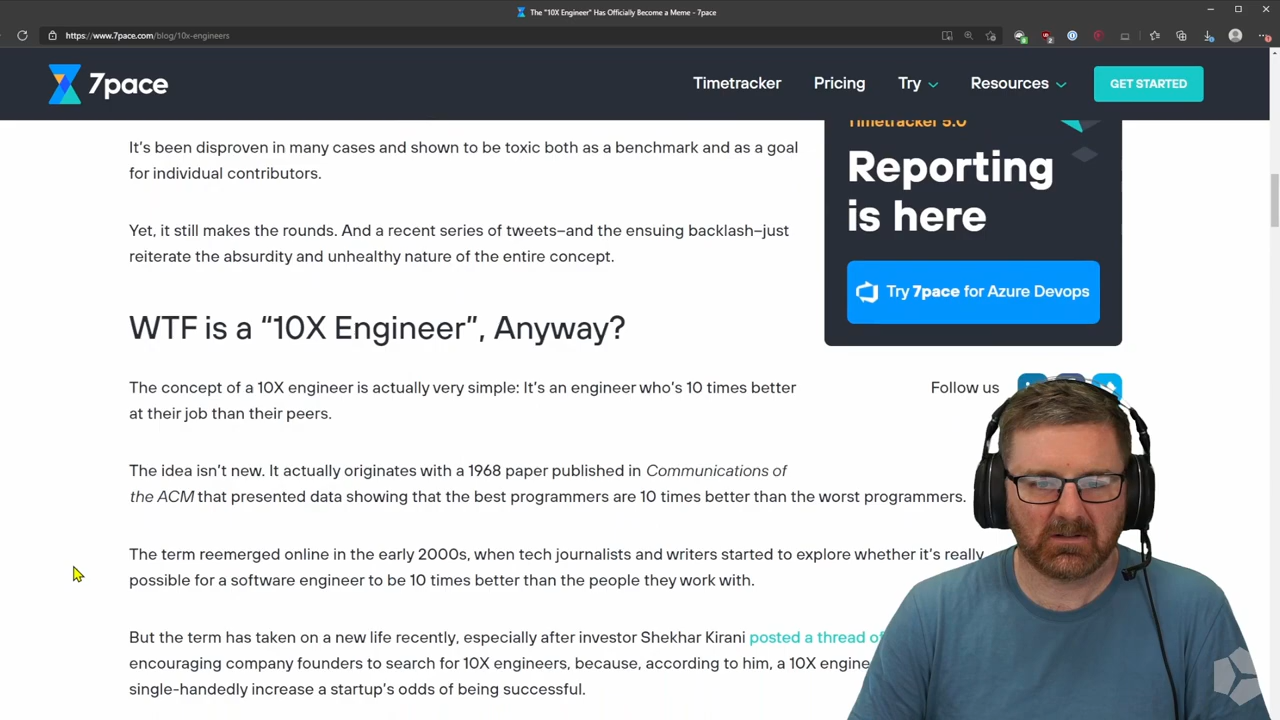 The "10X Engineer" Has Officially Become a Meme - 7pace
https://www.7pace.com/blog/10x-engineers
7pace
Timetracker
Pricing
Try
Resources
GET STARTED
It's been disproven in many cases and shown to be toxic both as a benchmark and as a goal
for individual contributors.
Yet, it still makes the rounds. And a recent series of tweets–and the ensuing backlash–just
reiterate the absurdity and unhealthy nature of the entire concept.
Timetracker 5.0
Reporting
is here
Try 7pace for Azure Devops
WTF is a “10X Engineer”, Anyway?
The concept of a 10X engineer is actually very simple: It's an engineer who's 10 times better
at their job than their peers.
Follow us
The idea isn't new. It actually originates with a 1968 paper published in Communications of
the ACM that presented data showing that the best programmers are 10 times better than the worst programmers.
The term reemerged online in the early 2000s, when tech journalists and writers started to explore whether it's really
possible for a software engineer to be 10 times better than the people they work with.
But the term has taken on a new life recently, especially after investor Shekhar Kirani posted a thread of
encouraging company founders to search for 10X engineers, because, according to him, a 10X
single-handedly increase a startup's odds of being successful.